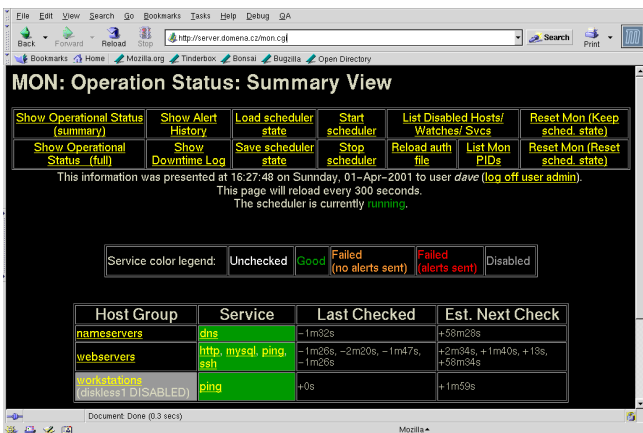 File Edit View Search Go Bookmarks Tasks Help Debug QA
Back Forward Reload Stop http://server.domena.cz/mon.cgi Search Print
Bookmarks Home Mozilla.org Tinderbox Bonsai Bugzilla Open Directory
MON: Operation Status: Summary View
Show Operational Status (summary)
Show Alert History
Load scheduler state
Start scheduler
List Disabled Hosts/ Watches/ Svcs
Reset Mon (Keep sched. state)
Show Operational Status (full)
Show Downtime Log
Save scheduler state
Stop scheduler
Reload auth file
List Mon PIDs
Reset Mon (Reset sched. state)
This information was presented at 16:27:48 on Sunnday, 01-Apr-2001 to user dave (log off user admin).
This page will reload every 300 seconds.
The scheduler is currently running.
Service color legend: Unchecked Good Failed (no alerts sent) Failed (alerts sent) Disabled
Host Group Service Last Checked Est. Next Check
nameservers dns -1m32s +58m28s
webservers http, mysql, ping, ssh -1m26s, -2m20s, -1m47s, -1m26s +2m34s, +1m40s, +13s, +58m34s
workstations (diskless1 DISABLED) ping +0s +1m59s
Document: Done (0.3 secs)
Mozilla